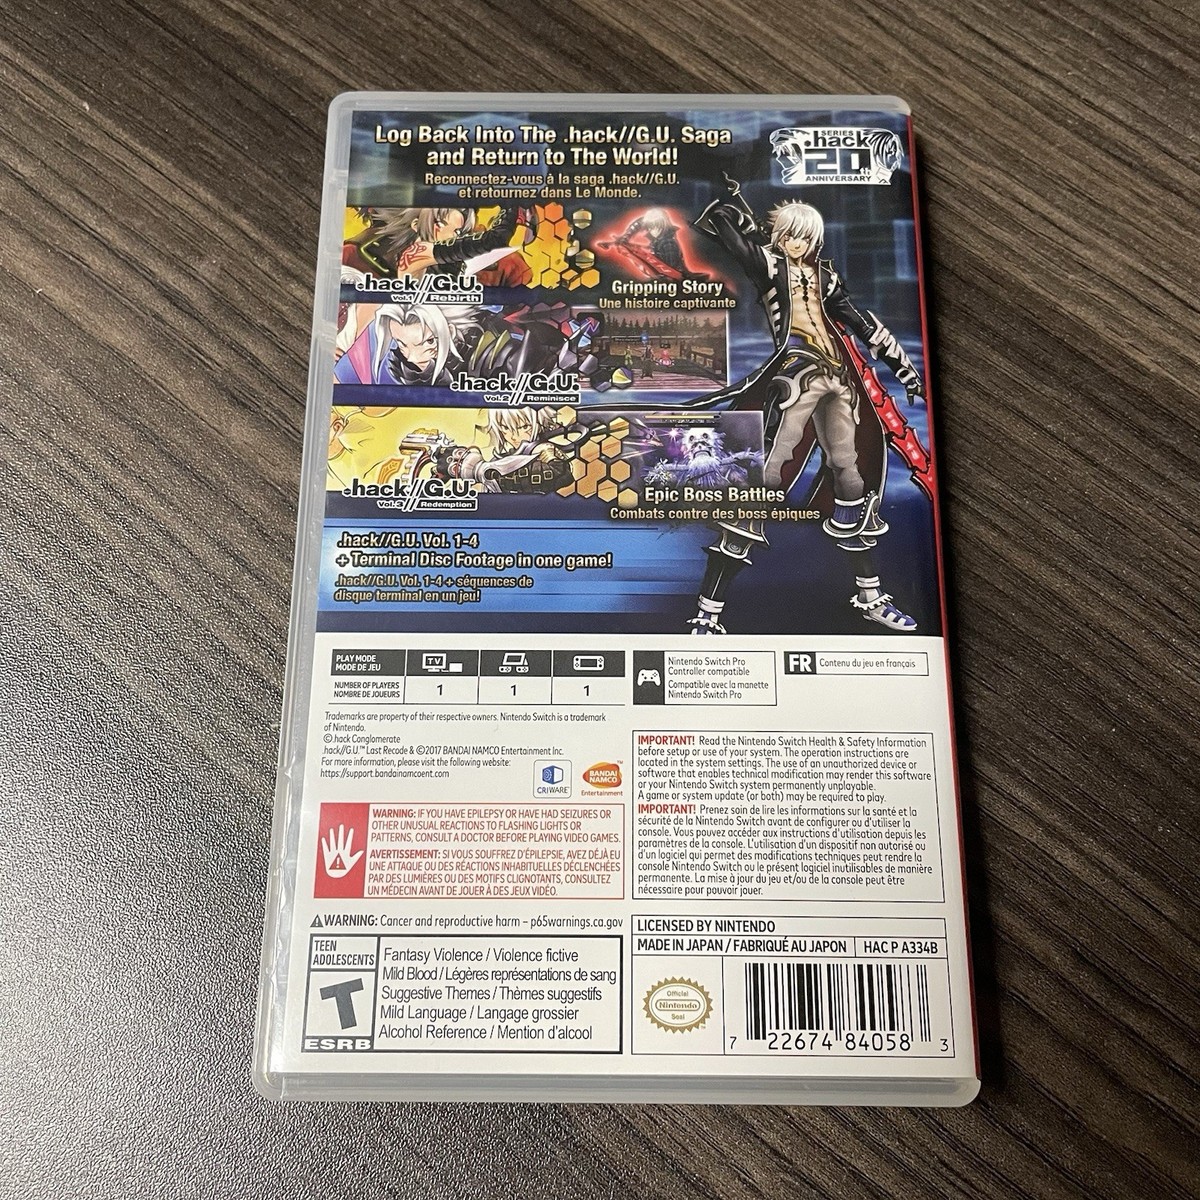 Log Back Into The .hack//G.U. Saga
and Return to The World!
Reconnectez-vous à la saga .hack//G.U.
et retournez dans Le Monde.
SERIES
.hack
20th
ANNIVERSARY
.hack//G.U.
Vol.1 // Rebirth
Gripping Story
Une histoire captivante
.hack//G.U.
Vol.2 // Reminisce
.hack//G.U.
Vol.3 // Redemption
Epic Boss Battles
Combats contre des boss épiques
.hack//G.U. Vol. 1-4
+ Terminal Disc Footage in one game!
.hack//G.U. Vol. 1-4 + séquences de
disque terminal en un jeu!
PLAY MODE
MODE DE JEU
TV
NUMBER OF PLAYERS
NOMBRE DE JOUEURS
1
1
1
Nintendo Switch Pro
Controller compatible
Compatible avec la manette
Nintendo Switch Pro
FR Contenu du jeu en français
Trademarks are property of their respective owners. Nintendo Switch is a trademark
of Nintendo.
©.hack Conglomerate
.hack//G.U.™ Last Recode & ©2017 BANDAI NAMCO Entertainment Inc.
For more information, please visit the following website:
https://support.bandainamcoent.com
CRIWARE
BANDAI
NAMCO
Entertainment
WARNING: IF YOU HAVE EPILEPSY OR HAVE HAD SEIZURES OR
OTHER UNUSUAL REACTIONS TO FLASHING LIGHTS OR
PATTERNS, CONSULT A DOCTOR BEFORE PLAYING VIDEO GAMES.
AVERTISSEMENT: SI VOUS SOUFFREZ D'ÉPILEPSIE, AVEZ DÉJÀ EU
UNE ATTAQUE OU DES RÉACTIONS INHABITUELLES DÉCLENCHÉES
PAR DES LUMIÈRES OU DES MOTIFS CLIGNOTANTS, CONSULTEZ
UN MÉDECIN AVANT DE JOUER À DES JEUX VIDÉO.
IMPORTANT! Read the Nintendo Switch Health & Safety Information
before setup or use of your system. The operation instructions are
located in the system settings. The use of an unauthorized device or
software that enables technical modification may render this software
or your Nintendo Switch system permanently unplayable.
A game or system update (or both) may be required to play.
IMPORTANT! Prenez soin de lire les informations sur la santé et la
sécurité de la Nintendo Switch avant de configurer ou d'utiliser la
console. Vous pouvez accéder aux instructions d'utilisation depuis les
paramètres de la console. L'utilisation d'un dispositif non autorisé ou
d'un logiciel qui permet des modifications techniques peut rendre la
console Nintendo Switch ou le présent logiciel inutilisables de manière
permanente. La mise à jour du jeu et/ou de la console peut être
nécessaire pour pouvoir jouer.
WARNING: Cancer and reproductive harm – p65warnings.ca.gov
TEEN
ADOLESCENTS
T
ESRB
Fantasy Violence / Violence fictive
Mild Blood / Légères représentations de sang
Suggestive Themes / Thèmes suggestifs
Mild Language / Langage grossier
Alcohol Reference / Mention d'alcool
LICENSED BY NINTENDO
MADE IN JAPAN / FABRIQUÉ AU JAPON
HAC P A334B
Official
Nintendo
Seal
7 22674 84058 3